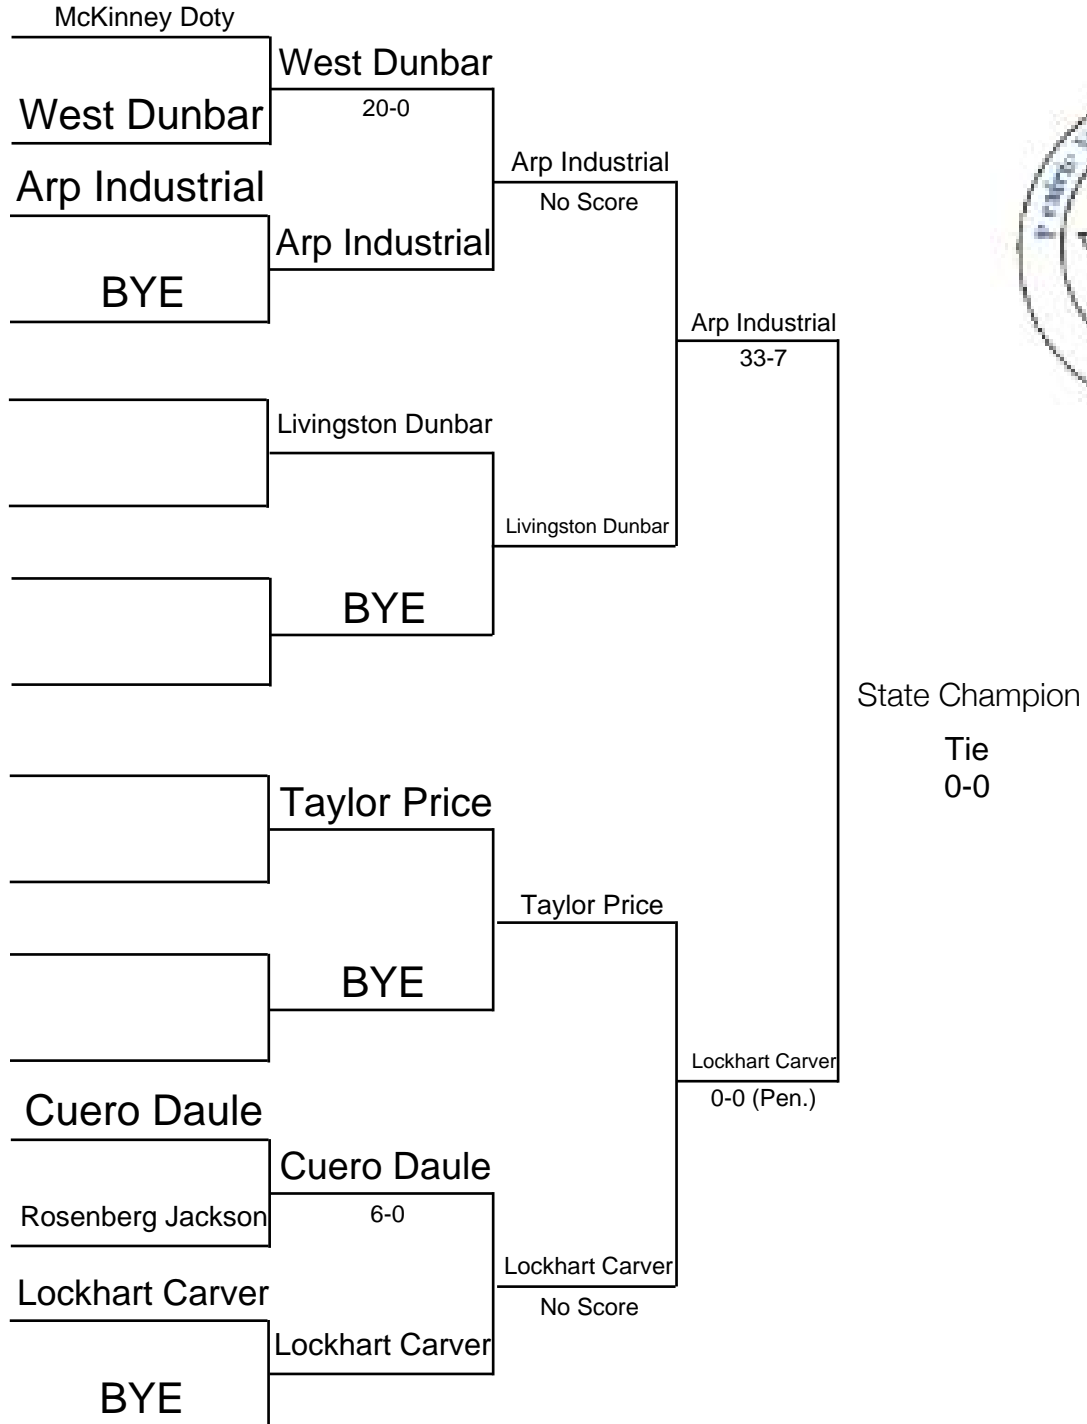 McKinney Doty
West Dunbar
20-0
West Dunbar
Arp Industrial
Arp Industrial
No Score
Arp Industrial
BYE
Arp Industrial
33-7
Livingston Dunbar
Livingston Dunbar
BYE
State Champion
Tie
0-0
Taylor Price
Taylor Price
BYE
Lockhart Carver
0-0 (Pen.)
Cuero Daule
Cuero Daule
6-0
Rosenberg Jackson
Lockhart Carver
No Score
Lockhart Carver
Lockhart Carver
BYE